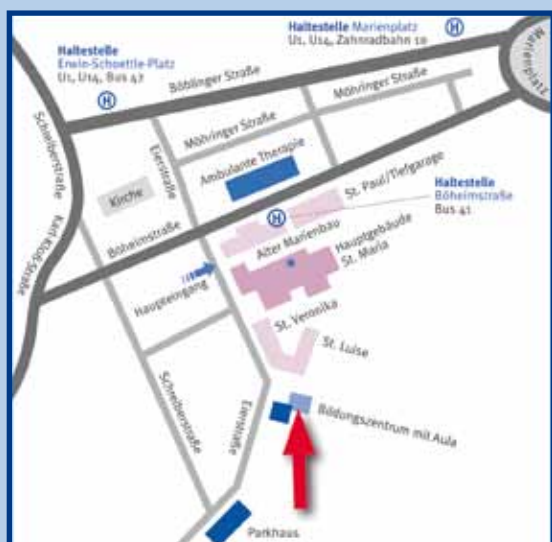 Haltestelle Marienplatz
U1, U14, Zahnradbahn 10
H
Marienplatz
Haltestelle
Erwin-Schoettle-Platz
U1, U14, Bus 42
H
Böblinger Straße
Möhringer Straße
Möhringer Straße
Schreiberstraße
Eierstraße
Ambulante Therapie
Kirche
St. Paul/Tiefgarage
Haltestelle
Böheimstraße
Bus 41
H
Karl-Kloß-Straße
Böheimstraße
Alter Marienbau
Hauptgebäude
St. Maria
Haupteingang
St. Veronika
St. Luise
Schreiberstraße
Eierstraße
Bildungszentrum mit Aula
Parkhaus